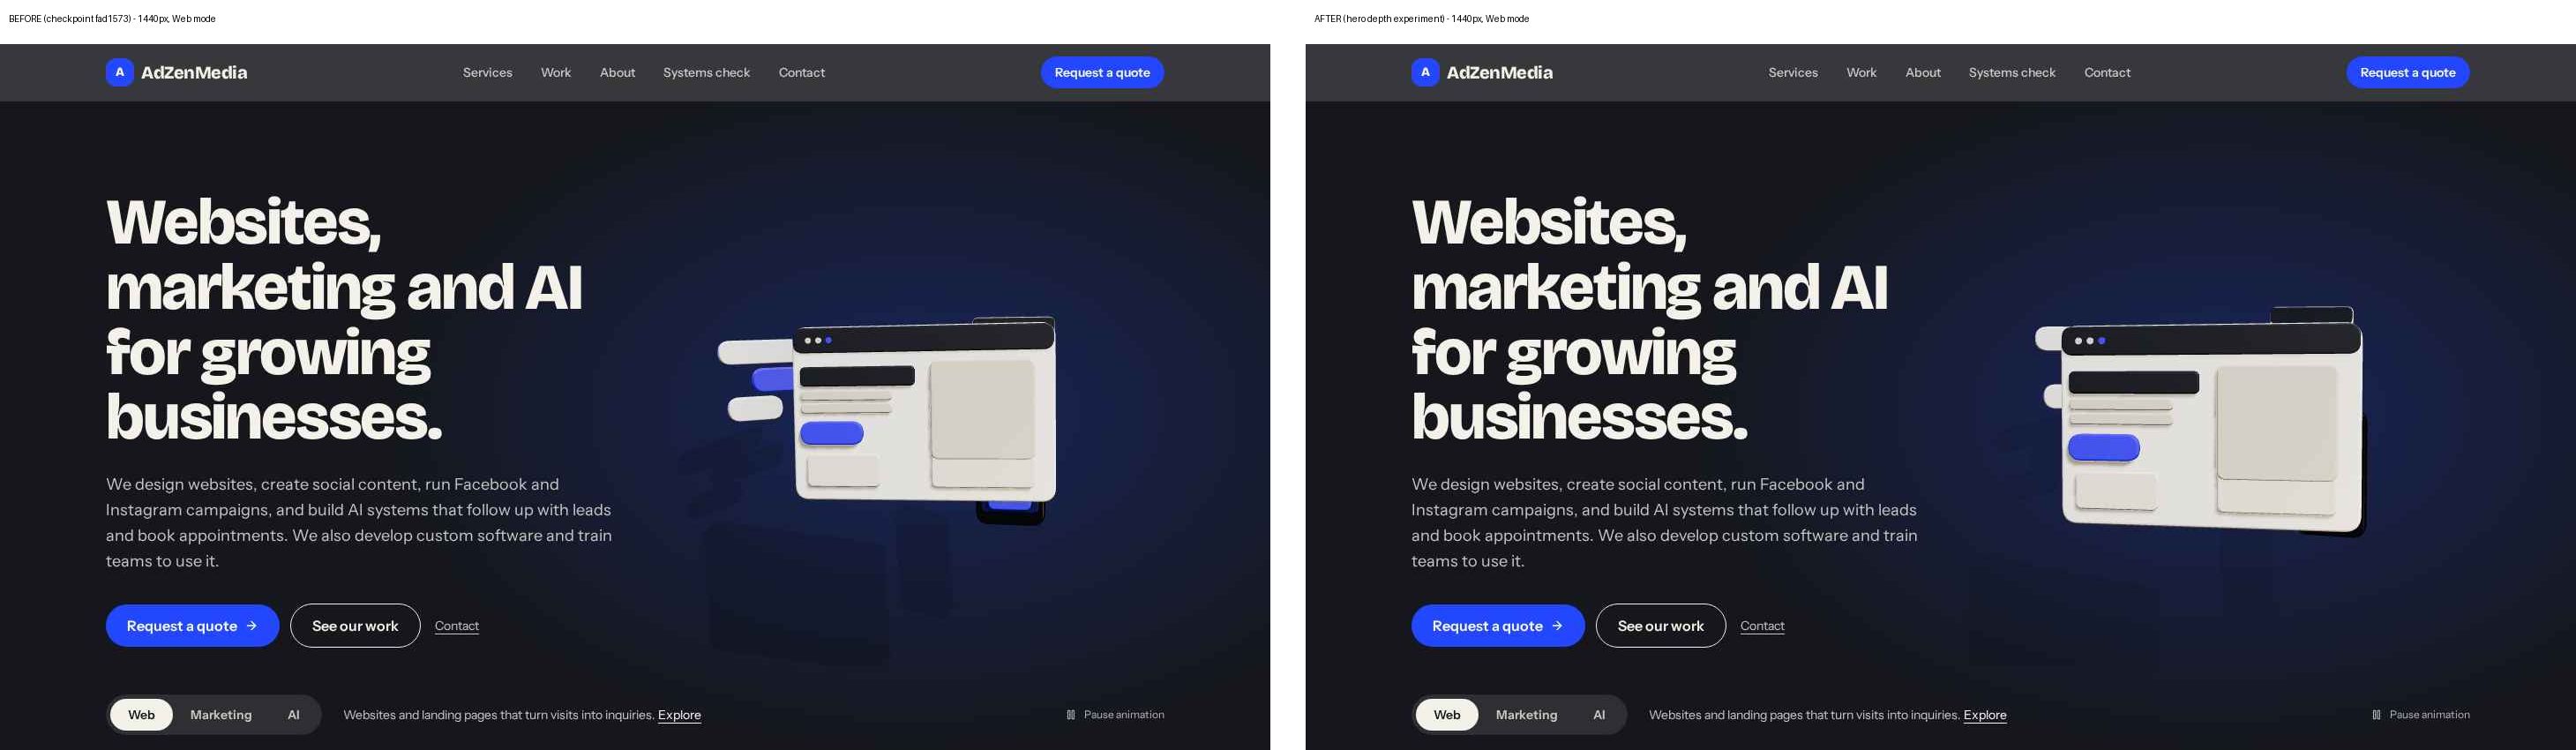 BEFORE (checkpoint fad1573) - 1440px, Web mode
A AdZenMedia Services Work About Systems check Contact Request a quote
Websites,
marketing and AI
for growing
businesses.
We design websites, create social content, run Facebook and
Instagram campaigns, and build AI systems that follow up with leads
and book appointments. We also develop custom software and train
teams to use it.
Request a quote → See our work Contact
Web Marketing AI Websites and landing pages that turn visits into inquiries. Explore Pause animation
AFTER (hero depth experiment) - 1440px, Web mode
A AdZenMedia Services Work About Systems check Contact Request a quote
Websites,
marketing and AI
for growing
businesses.
We design websites, create social content, run Facebook and
Instagram campaigns, and build AI systems that follow up with leads
and book appointments. We also develop custom software and train
teams to use it.
Request a quote → See our work Contact
Web Marketing AI Websites and landing pages that turn visits into inquiries. Explore Pause animation